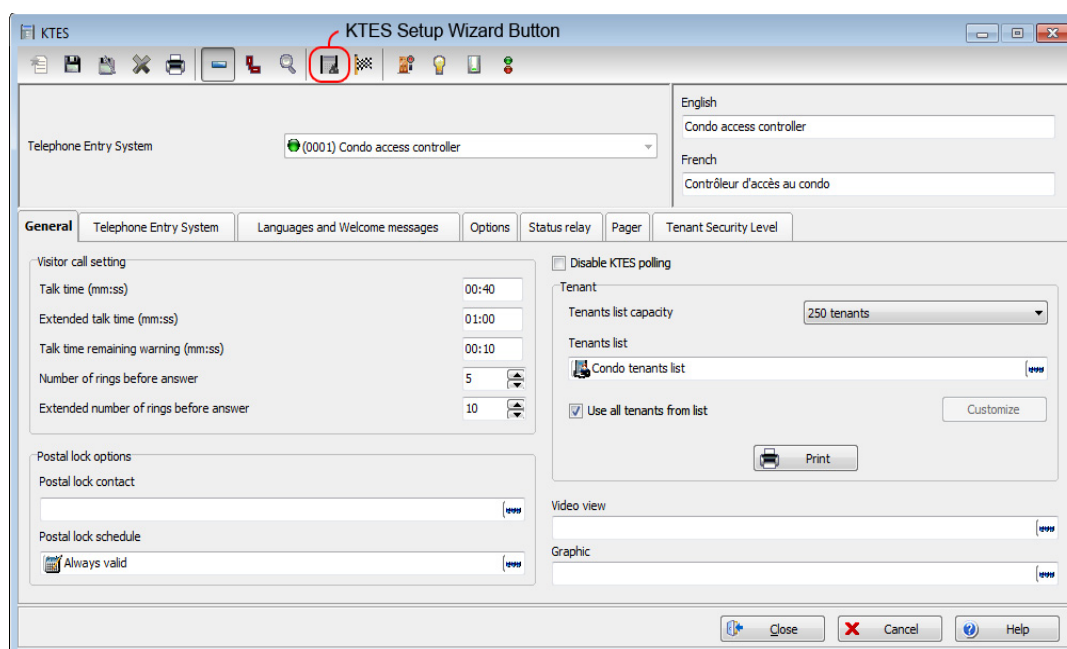 KTES
KTES Setup Wizard Button
Telephone Entry System
(0001) Condo access controller
English
Condo access controller
French
Contrôleur d'accès au condo
General
Telephone Entry System
Languages and Welcome messages
Options
Status relay
Pager
Tenant Security Level
Visitor call setting
Talk time (mm:ss)
00:40
Extended talk time (mm:ss)
01:00
Talk time remaining warning (mm:ss)
00:10
Number of rings before answer
5
Extended number of rings before answer
10
Postal lock options
Postal lock contact
Postal lock schedule
Always valid
Disable KTES polling
Tenant
Tenants list capacity
250 tenants
Tenants list
Condo tenants list
Use all tenants from list
Customize
Print
Video view
Graphic
Close
Cancel
Help